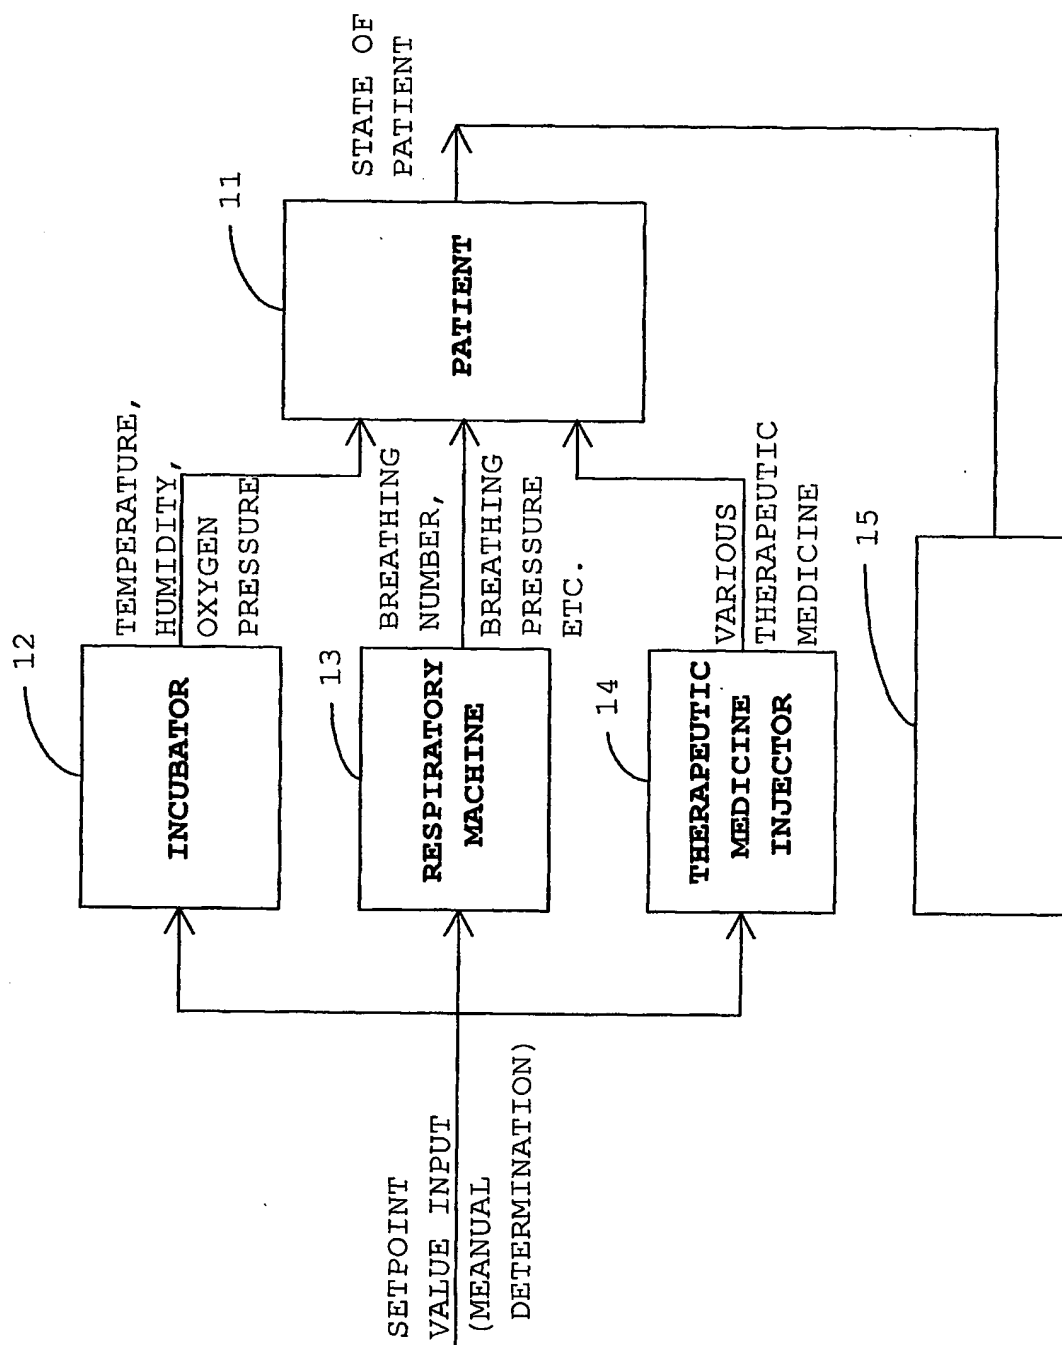 SETPOINT
VALUE INPUT
(MEANUAL
DETERMINATION)
12
INCUBATOR
TEMPERATURE,
HUMIDITY,
OXYGEN
PRESSURE
13
RESPIRATORY
MACHINE
BREATHING
NUMBER,
BREATHING
PRESSURE
ETC.
14
THERAPEUTIC
MEDICINE
INJECTOR
VARIOUS
THERAPEUTIC
MEDICINE
11
PATIENT
STATE OF
PATIENT
15